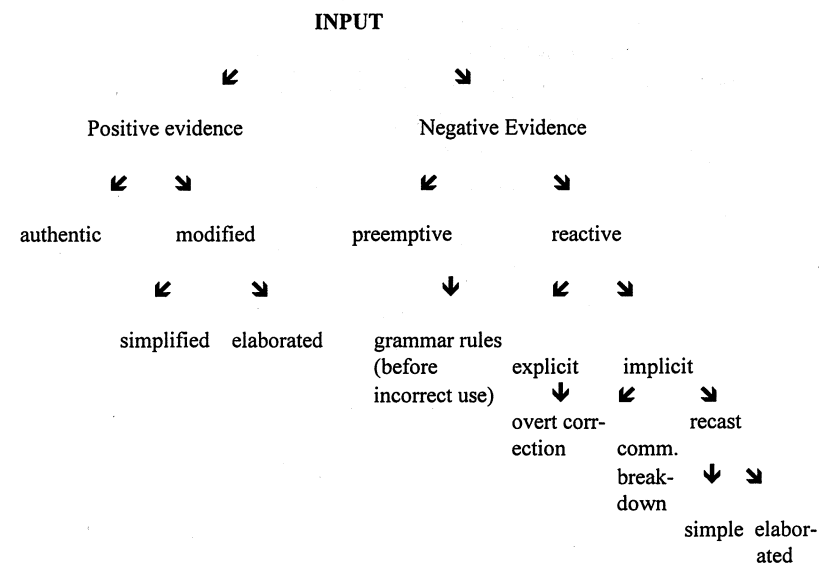 INPUT
Positive evidence
Negative Evidence
authentic
modified
preemptive
reactive
simplified
elaborated
grammar rules
(before
incorrect use)
explicit
implicit
overt corr-
ection
comm.
break-
down
recast
simple
elabor-
ated